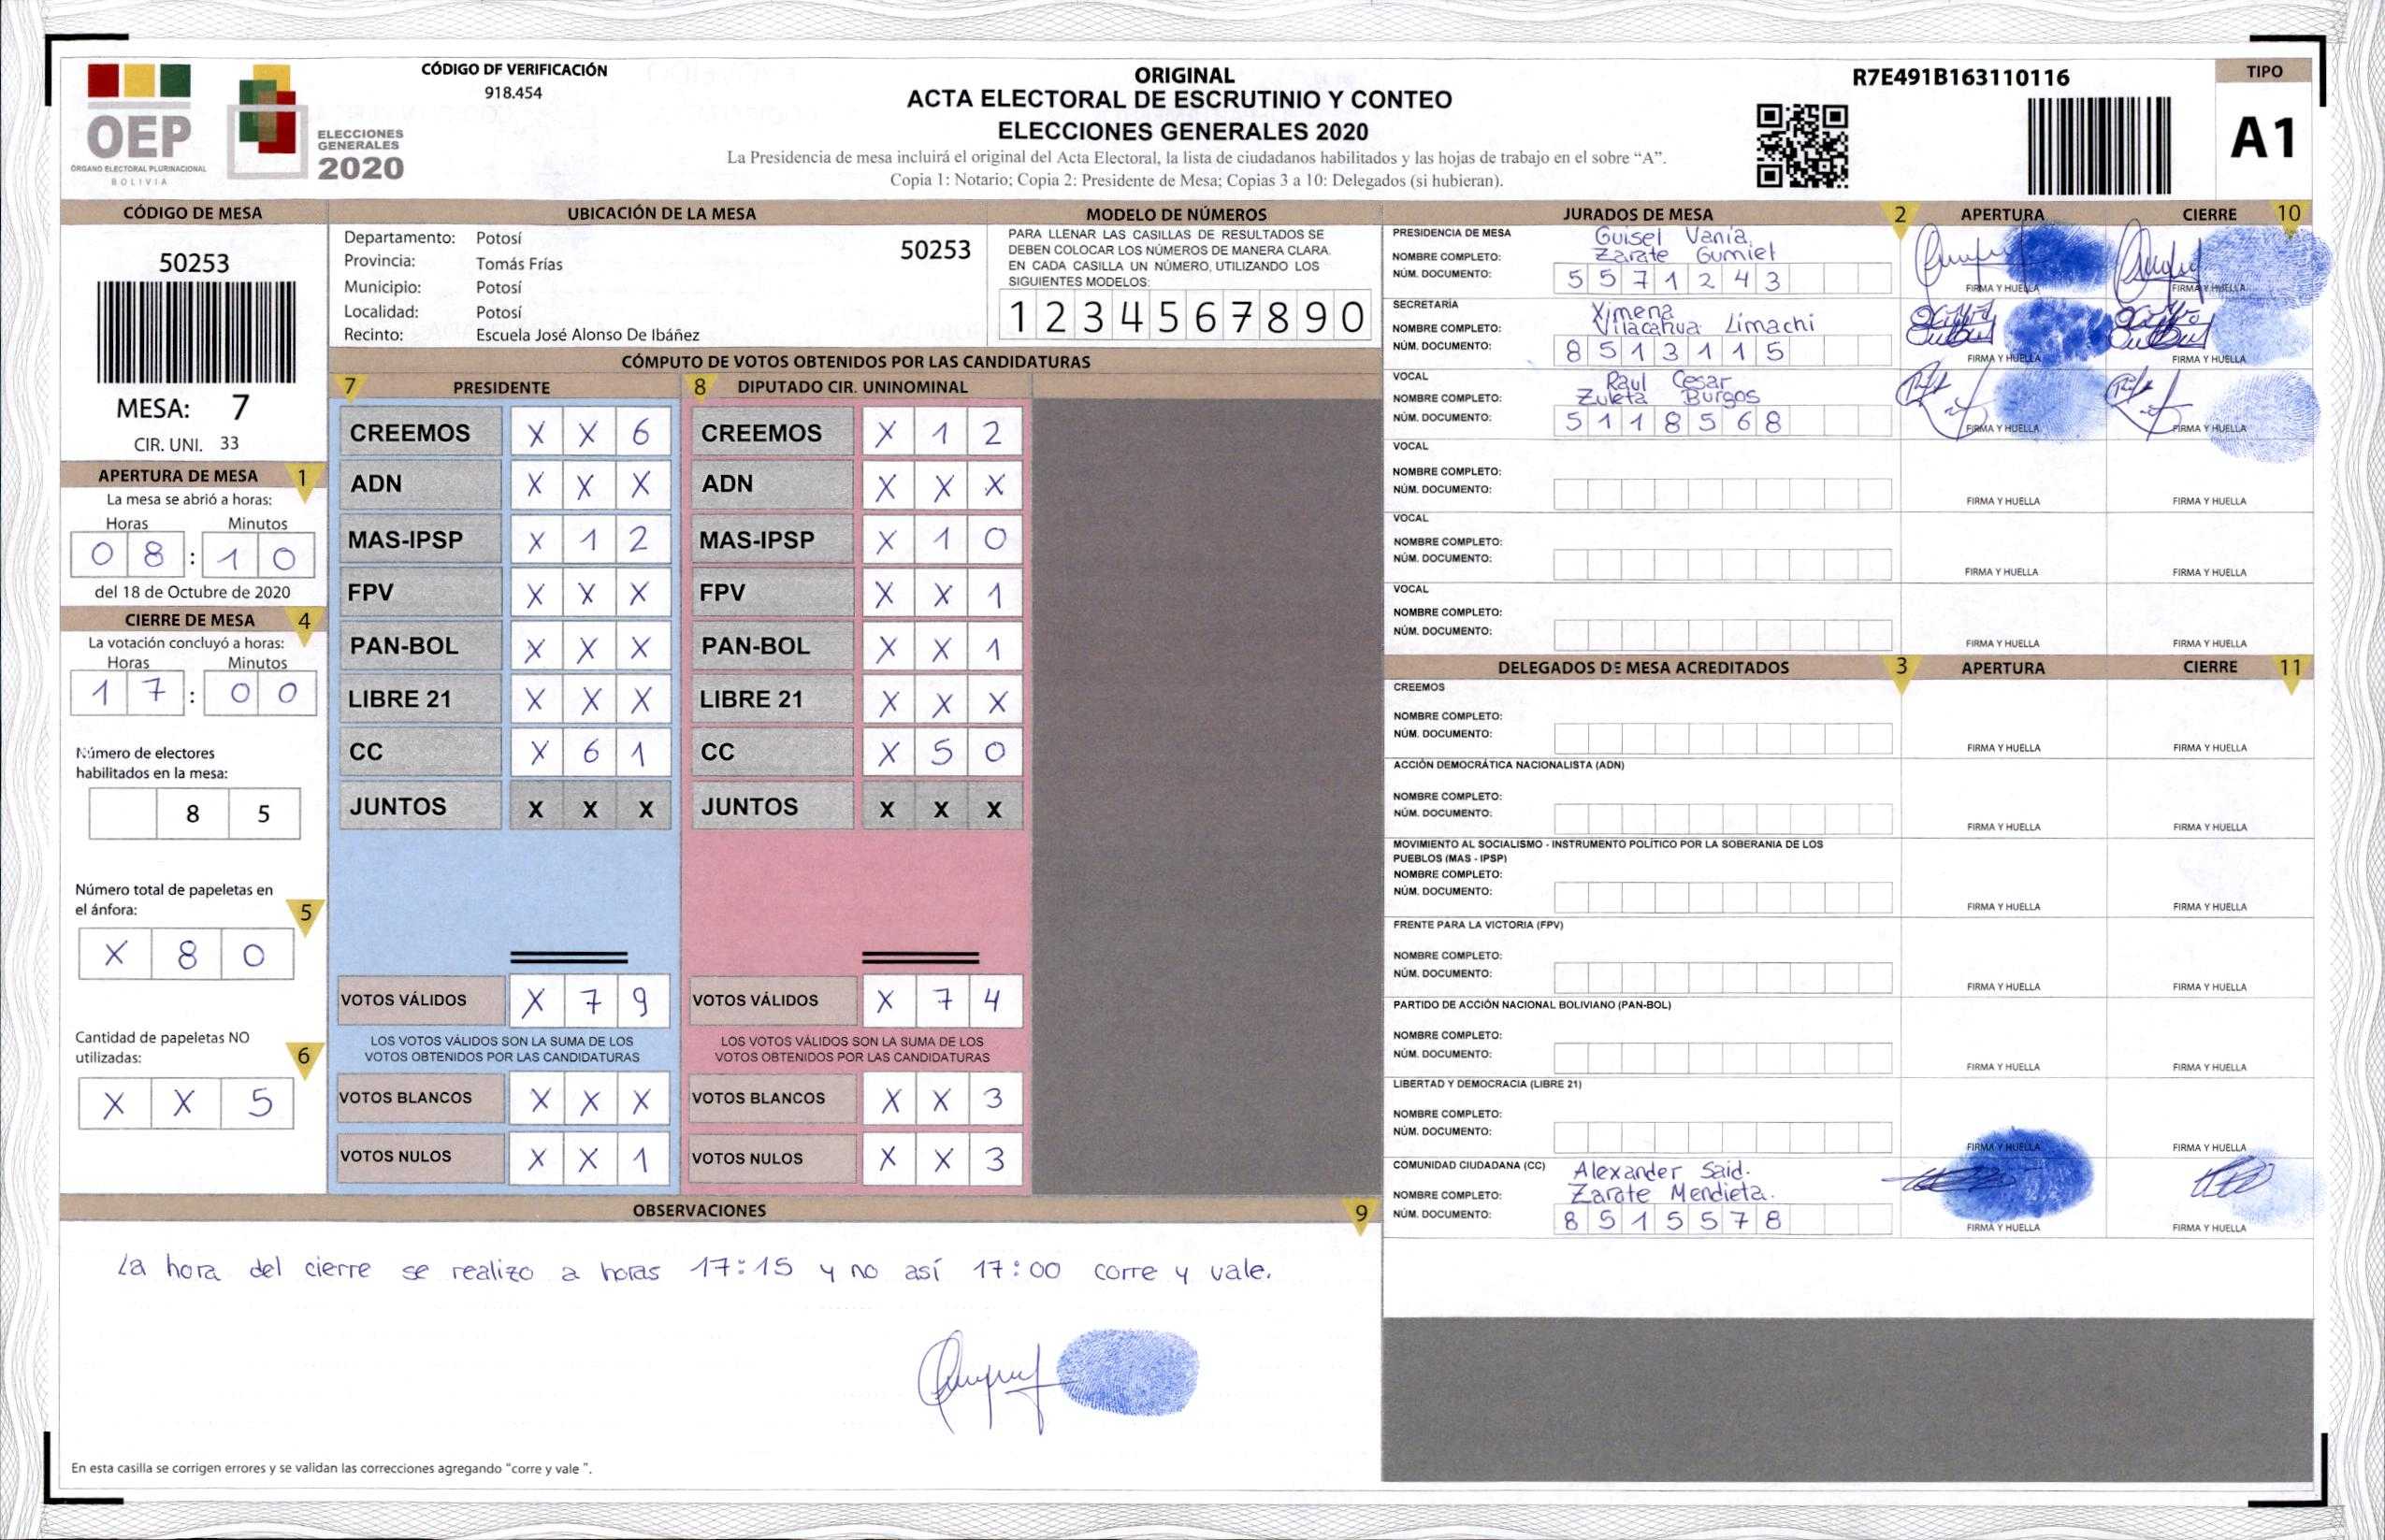 OEP
ÓRGANO ELECTORAL PLURINACIONAL
BOLIVIA
ELECCIONES
GENERALES
2020
CÓDIGO DF VERIFICACIÓN
918.454
ORIGINAL
ACTA ELECTORAL DE ESCRUTINIO Y CONTEO
ELECCIONES GENERALES 2020
La Presidencia de mesa incluirá el original del Acta Electoral, la lista de ciudadanos habilitados y las hojas de trabajo en el sobre “A”.
Copia 1: Notario; Copia 2: Presidente de Mesa; Copias 3 a 10: Delegados (si hubieran).
R7E491B163110116
TIPO
A1
CÓDIGO DE MESA
50253
MESA: 7
CIR. UNI. 33
APERTURA DE MESA 1
La mesa se abrió a horas:
Horas Minutos
0 8 : 1 0
del 18 de Octubre de 2020
CIERRE DE MESA 4
La votación concluyó a horas:
Horas Minutos
1 7 : 0 0
Número de electores
habilitados en la mesa:
8 5
Número total de papeletas en
el ánfora: 5
X 8 0
Cantidad de papeletas NO
utilizadas: 6
X X 5
UBICACIÓN DE LA MESA
Departamento: Potosí 50253
Provincia: Tomás Frías
Municipio: Potosí
Localidad: Potosí
Recinto: Escuela José Alonso De Ibáñez
MODELO DE NÚMEROS
PARA LLENAR LAS CASILLAS DE RESULTADOS SE
DEBEN COLOCAR LOS NÚMEROS DE MANERA CLARA.
EN CADA CASILLA UN NÚMERO, UTILIZANDO LOS
SIGUIENTES MODELOS:
1 2 3 4 5 6 7 8 9 0
CÓMPUTO DE VOTOS OBTENIDOS POR LAS CANDIDATURAS
7 PRESIDENTE 8 DIPUTADO CIR. UNINOMINAL
CREEMOS X X 6 CREEMOS X 1 2
ADN X X X ADN X X X
MAS-IPSP X 1 2 MAS-IPSP X 1 0
FPV X X X FPV X X 1
PAN-BOL X X X PAN-BOL X X 1
LIBRE 21 X X X LIBRE 21 X X X
CC X 6 1 CC X 5 0
JUNTOS X X X JUNTOS X X X
VOTOS VÁLIDOS X 7 9 VOTOS VÁLIDOS X 7 4
LOS VOTOS VÁLIDOS SON LA SUMA DE LOS LOS VOTOS VÁLIDOS SON LA SUMA DE LOS
VOTOS OBTENIDOS POR LAS CANDIDATURAS VOTOS OBTENIDOS POR LAS CANDIDATURAS
VOTOS BLANCOS X X X VOTOS BLANCOS X X 3
VOTOS NULOS X X 1 VOTOS NULOS X X 3
OBSERVACIONES 9
La hora del cierre se realizo a horas 17:15 y no así 17:00 corre y vale.
En esta casilla se corrigen errores y se validan las correcciones agregando “corre y vale ”.
JURADOS DE MESA 2 APERTURA CIERRE 10
PRESIDENCIA DE MESA Guisel Vania
NOMBRE COMPLETO: Zarate Gumiel
NÚM. DOCUMENTO: 5 5 7 1 2 4 3
FIRMA Y HUELLA FIRMA Y HUELLA
SECRETARÍA Ximena
NOMBRE COMPLETO: Vilacahua Limachi
NÚM. DOCUMENTO: 8 5 1 3 1 1 5
FIRMA Y HUELLA FIRMA Y HUELLA
VOCAL Raul Cesar
NOMBRE COMPLETO: Zuleta Burgos
NÚM. DOCUMENTO: 5 1 1 8 5 6 8
FIRMA Y HUELLA FIRMA Y HUELLA
VOCAL
NOMBRE COMPLETO:
NÚM. DOCUMENTO:
FIRMA Y HUELLA FIRMA Y HUELLA
VOCAL
NOMBRE COMPLETO:
NÚM. DOCUMENTO:
FIRMA Y HUELLA FIRMA Y HUELLA
VOCAL
NOMBRE COMPLETO:
NÚM. DOCUMENTO:
FIRMA Y HUELLA FIRMA Y HUELLA
DELEGADOS DE MESA ACREDITADOS 3 APERTURA CIERRE 11
CREEMOS
NOMBRE COMPLETO:
NÚM. DOCUMENTO:
FIRMA Y HUELLA FIRMA Y HUELLA
ACCIÓN DEMOCRÁTICA NACIONALISTA (ADN)
NOMBRE COMPLETO:
NÚM. DOCUMENTO:
FIRMA Y HUELLA FIRMA Y HUELLA
MOVIMIENTO AL SOCIALISMO - INSTRUMENTO POLÍTICO POR LA SOBERANIA DE LOS
PUEBLOS (MAS - IPSP)
NOMBRE COMPLETO:
NÚM. DOCUMENTO:
FIRMA Y HUELLA FIRMA Y HUELLA
FRENTE PARA LA VICTORIA (FPV)
NOMBRE COMPLETO:
NÚM. DOCUMENTO:
FIRMA Y HUELLA FIRMA Y HUELLA
PARTIDO DE ACCIÓN NACIONAL BOLIVIANO (PAN-BOL)
NOMBRE COMPLETO:
NÚM. DOCUMENTO:
FIRMA Y HUELLA FIRMA Y HUELLA
LIBERTAD Y DEMOCRACIA (LIBRE 21)
NOMBRE COMPLETO:
NÚM. DOCUMENTO:
FIRMA Y HUELLA FIRMA Y HUELLA
COMUNIDAD CIUDADANA (CC) Alexander Said.
NOMBRE COMPLETO: Zarate Mendieta.
NÚM. DOCUMENTO: 8 5 1 5 5 7 8
FIRMA Y HUELLA FIRMA Y HUELLA